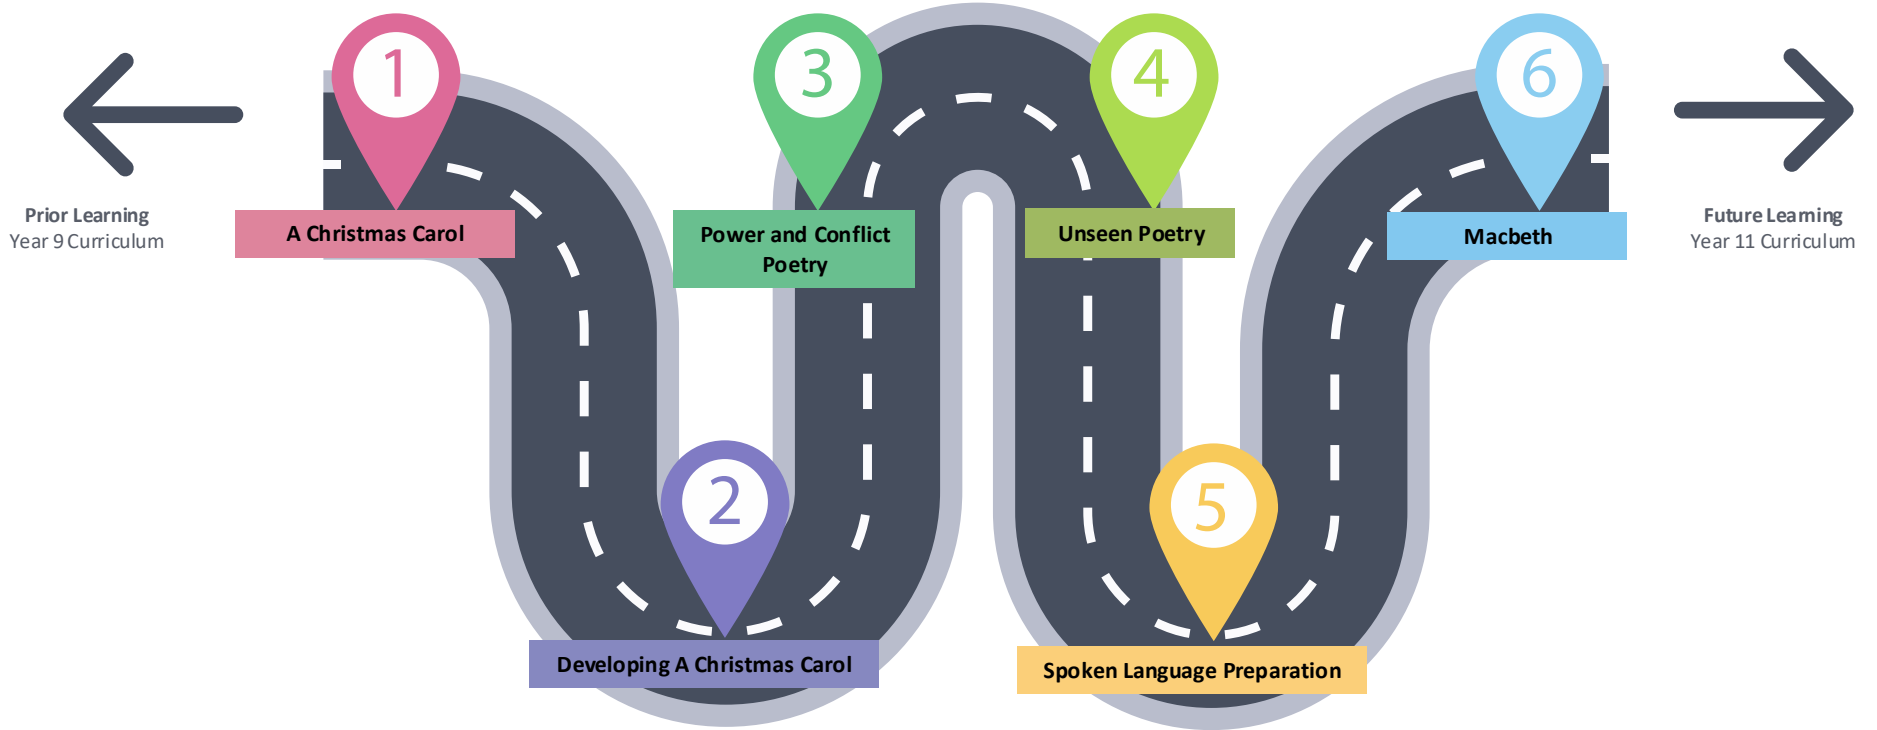 Prior Learning
Year 9 Curriculum
1
A Christmas Carol
2
Developing A Christmas Carol
3
Power and Conflict
Poetry
4
Unseen Poetry
5
Spoken Language Preparation
6
Macbeth
Future Learning
Year 11 Curriculum